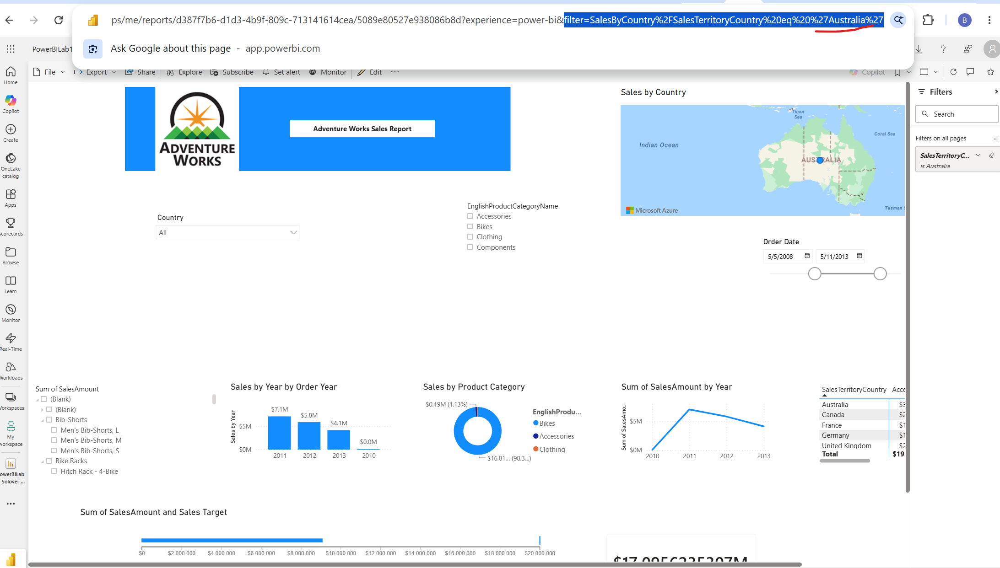 ps/me/reports/d387f7b6-d1d3-4b9f-809c-713141614cea/5089e80527e938086b8d?experience=power-bi&filter=SalesByCountry%2FSalesTerritoryCountry%20eq%20%27Australia%27
B
Ask Google about this page - app.powerbi.com
PowerBILab1
File
Export
Share
Explore
Subscribe
Set alert
Monitor
Edit
Copilot
Home
Copilot
Create
OneLake
catalog
Apps
Scorecards
Browse
Learn
Monitor
Real-Time
Workloads
Workspaces
My
workspace
owerBILab
_Solovei_...
ADVENTURE
WORKS
Adventure Works Sales Report
Sales by Country
Timor
Sea
Indian Ocean
Coral Sea
AUSTRALIA
Tasman S
Microsoft Azure
Filters
Search
Filters on all pages
...
SalesTerritoryC...
is Australia
Country
All
EnglishProductCategoryName
Accessories
Bikes
Clothing
Components
Order Date
5/5/2008
5/11/2013
Sum of SalesAmount
(Blank)
(Blank)
Bib-Shorts
Men's Bib-Shorts, L
Men's Bib-Shorts, M
Men's Bib-Shorts, S
Bike Racks
Hitch Rack - 4-Bike
Sales by Year by Order Year
Sales by Year
$5M
$0M
$7.1M
$5.8M
$4.1M
$0.0M
2011
2012
2013
2010
Sales by Product Category
$0.19M (1.13%)
$16.81... (98.3...)
EnglishProdu...
Bikes
Accessories
Clothing
Sum of SalesAmount by Year
Sum of SalesAmo...
$5M
$0M
2010
2011
2012
2013
SalesTerritoryCountry Acce
Australia $3
Canada $2
France $1
Germany $1
United Kingdom $2
Total $19
Sum of SalesAmount and Sales Target
$0
$2 000 000
$4 000 000
$6 000 000
$8 000 000
$10 000 000
$12 000 000
$14 000 000
$16 000 000
$18 000 000
$20 000 000
$17.0956235307M